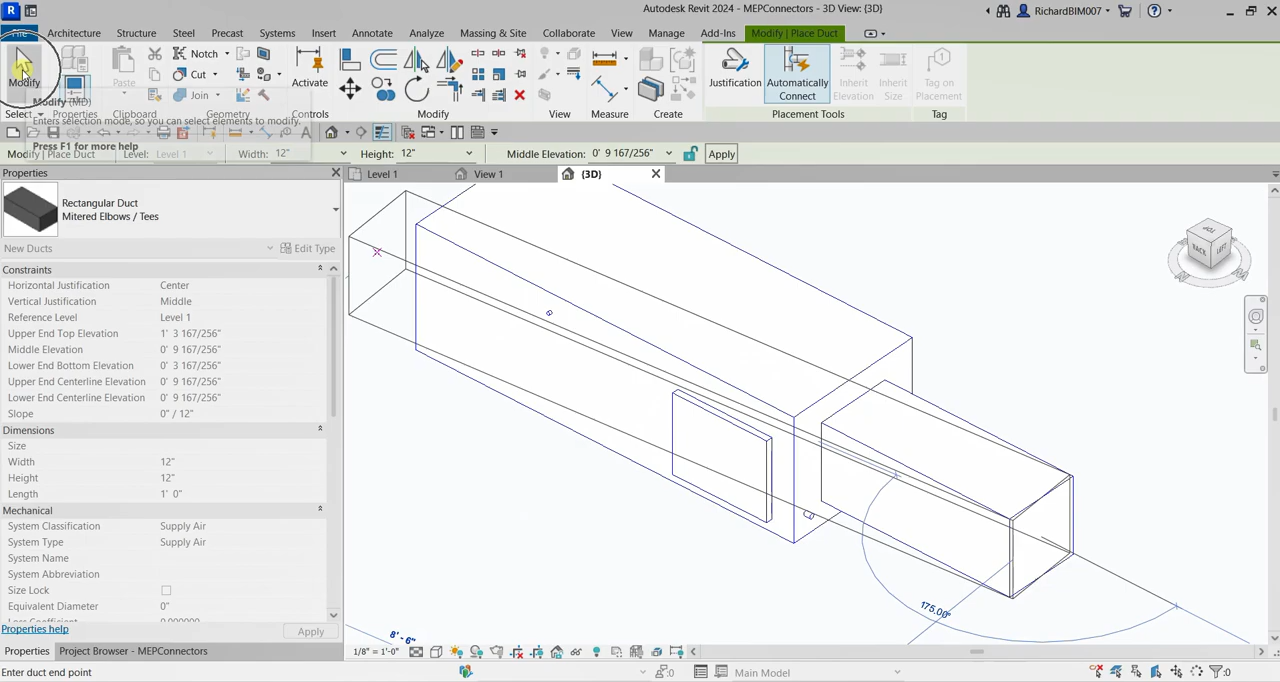 R Autodesk Revit 2024 - MEPConnectors - 3D View: {3D} RichardBIM007
File Architecture Structure Steel Precast Systems Insert Annotate Analyze Massing & Site Collaborate View Manage Add-Ins Modify | Place Duct
Modify Paste Notch Cut Join Activate Justification Automatically Connect Inherit Elevation Inherit Size Tag on Placement
Modify (MD)
Select Properties Clipboard Geometry Controls Modify View Measure Create Placement Tools Tag
Enters selection mode, so you can select elements to modify.
Press F1 for more help
Modify | Place Duct Level: Level 1 Width: 12" Height: 12" Middle Elevation: 0' 9 167/256" Apply
Properties Level 1 View 1 {3D}
Rectangular Duct
Mitered Elbows / Tees
New Ducts Edit Type
Constraints
Horizontal Justification Center
Vertical Justification Middle
Reference Level Level 1
Upper End Top Elevation 1' 3 167/256"
Middle Elevation 0' 9 167/256"
Lower End Bottom Elevation 0' 3 167/256"
Upper End Centerline Elevation 0' 9 167/256"
Lower End Centerline Elevation 0' 9 167/256"
Slope 0" / 12"
Dimensions
Size
Width 12"
Height 12"
Length 1' 0"
Mechanical
System Classification Supply Air
System Type Supply Air
System Name
System Abbreviation
Size Lock
Equivalent Diameter 0"
Loss Coefficient 0.000000
Properties help Apply
Properties Project Browser - MEPConnectors
TOP BACK LEFT
175.00°
8' - 6"
1/8" = 1'-0"
Enter duct end point :0 Main Model :0